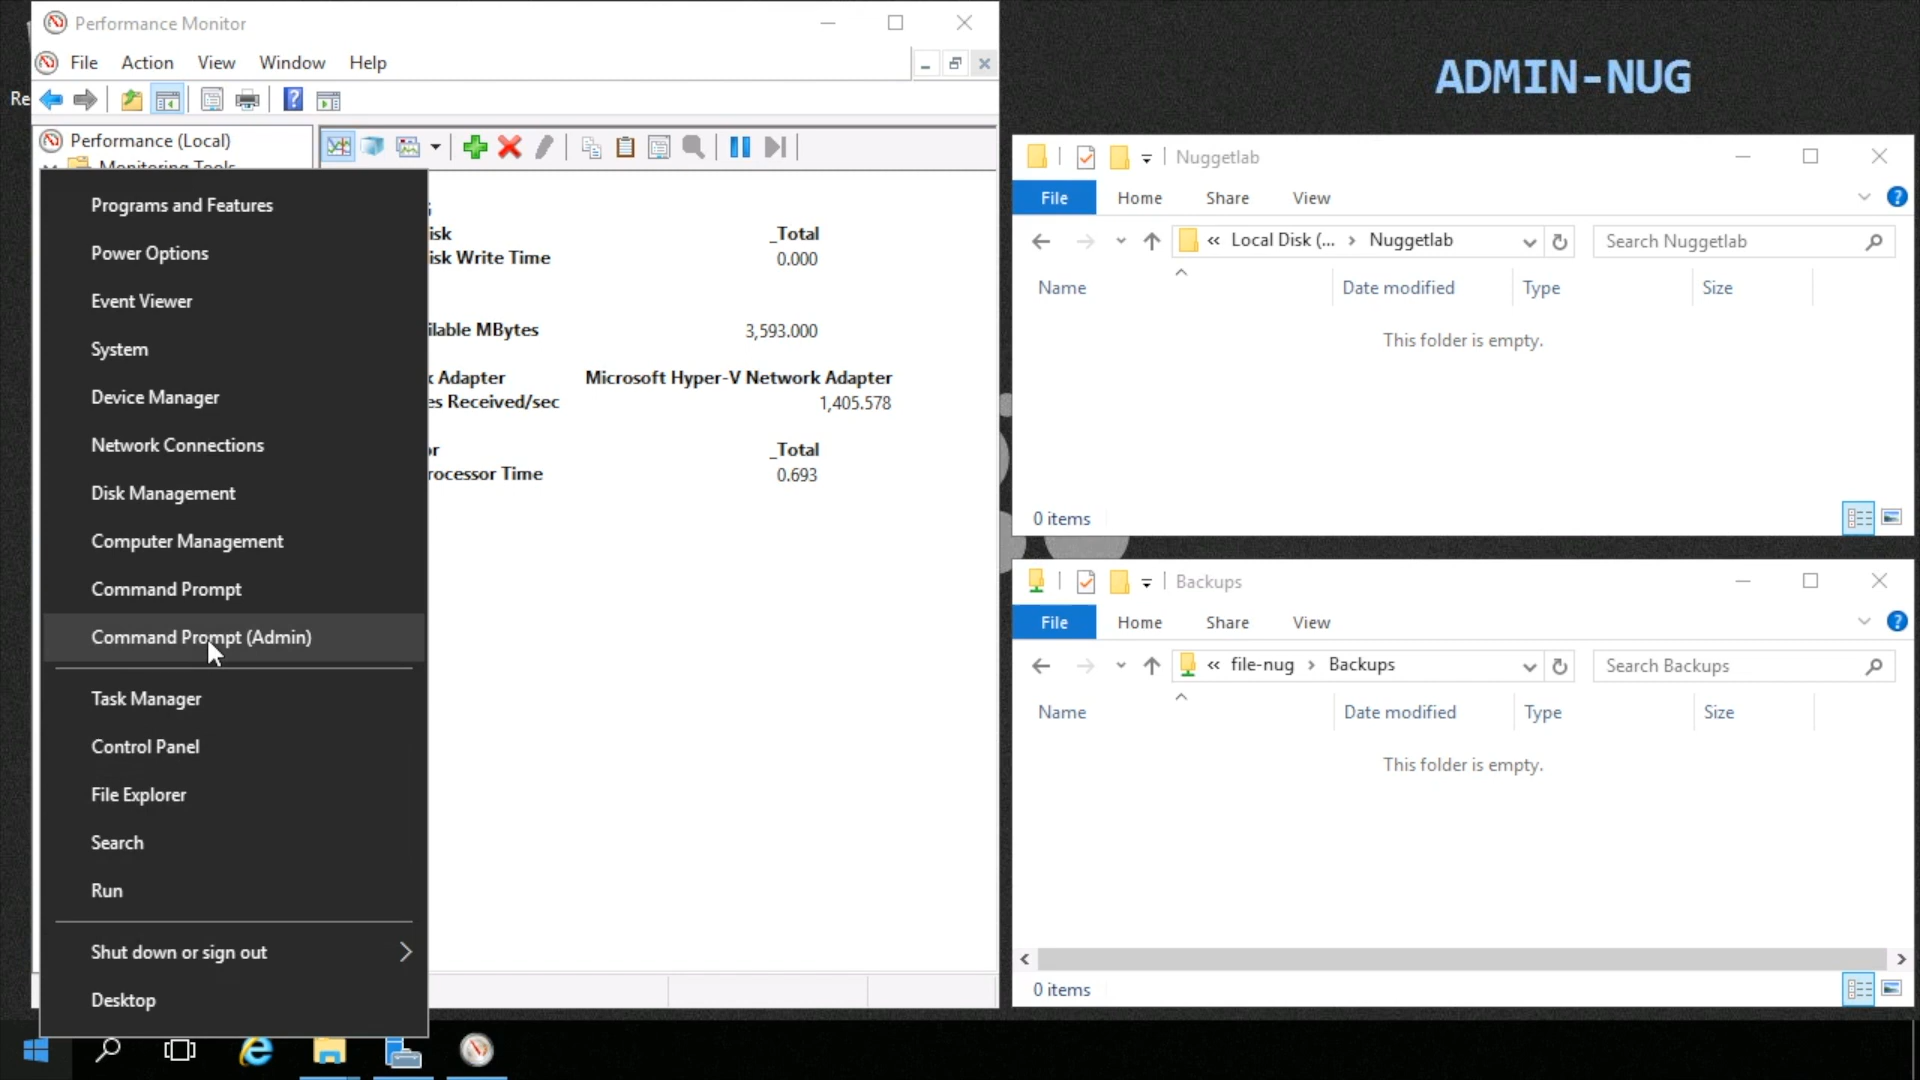 Performance Monitor
File Action View Window Help
Re
Performance (Local)
Monitoring Tools
Programs and Features
Power Options
Event Viewer
System
Device Manager
Network Connections
Disk Management
Computer Management
Command Prompt
Command Prompt (Admin)
Task Manager
Control Panel
File Explorer
Search
Run
Shut down or sign out
Desktop
isk _Total
isk Write Time 0.000
ilable MBytes 3,593.000
k Adapter Microsoft Hyper-V Network Adapter
es Received/sec 1,405.578
or _Total
rocessor Time 0.693
ADMIN-NUG
Nuggetlab
File Home Share View
« Local Disk (... > Nuggetlab Search Nuggetlab
Name Date modified Type Size
This folder is empty.
0 items
Backups
File Home Share View
« file-nug > Backups Search Backups
Name Date modified Type Size
This folder is empty.
0 items